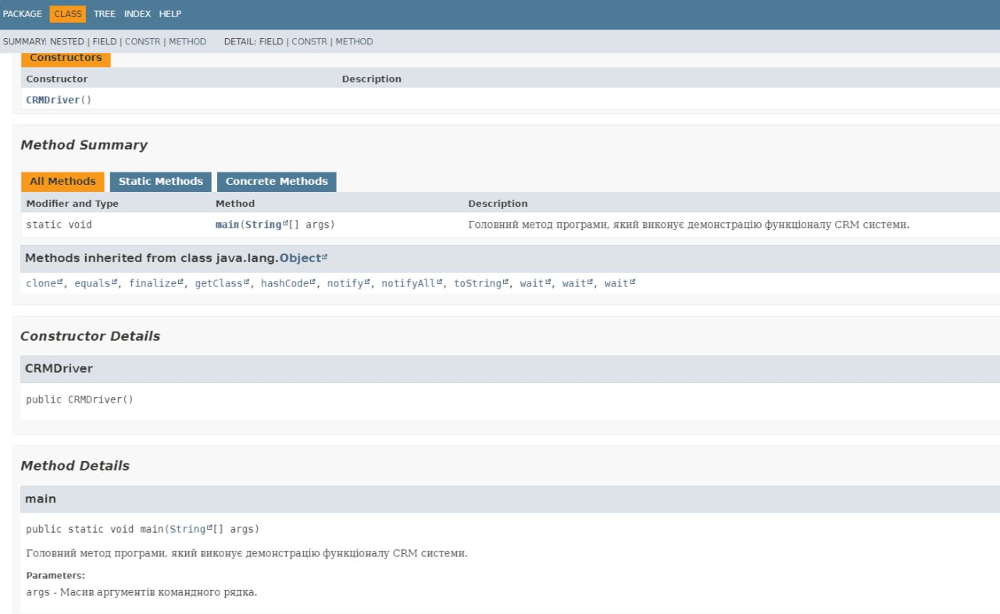 PACKAGE CLASS TREE INDEX HELP
SUMMARY: NESTED | FIELD | CONSTR | METHOD DETAIL: FIELD | CONSTR | METHOD
Constructors
Constructor Description
CRMDriver()
Method Summary
All Methods Static Methods Concrete Methods
Modifier and Type Method Description
static void main(String[] args) Головний метод програми, який виконує демонстрацію функціоналу CRM системи.
Methods inherited from class java.lang.Object
clone, equals, finalize, getClass, hashCode, notify, notifyAll, toString, wait, wait, wait
Constructor Details
CRMDriver
public CRMDriver()
Method Details
main
public static void main(String[] args)
Головний метод програми, який виконує демонстрацію функціоналу CRM системи.
Parameters:
args - Масив аргументів командного рядка.